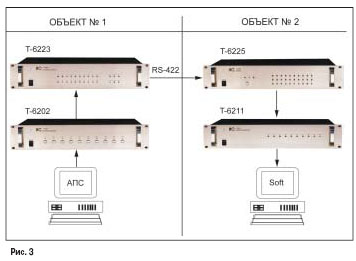 ОБЪЕКТ № 1
ОБЪЕКТ № 2
Т-6223
Т-6225
RS-422
Т-6202
Т-6211
АПС
Soft
Рис. 3